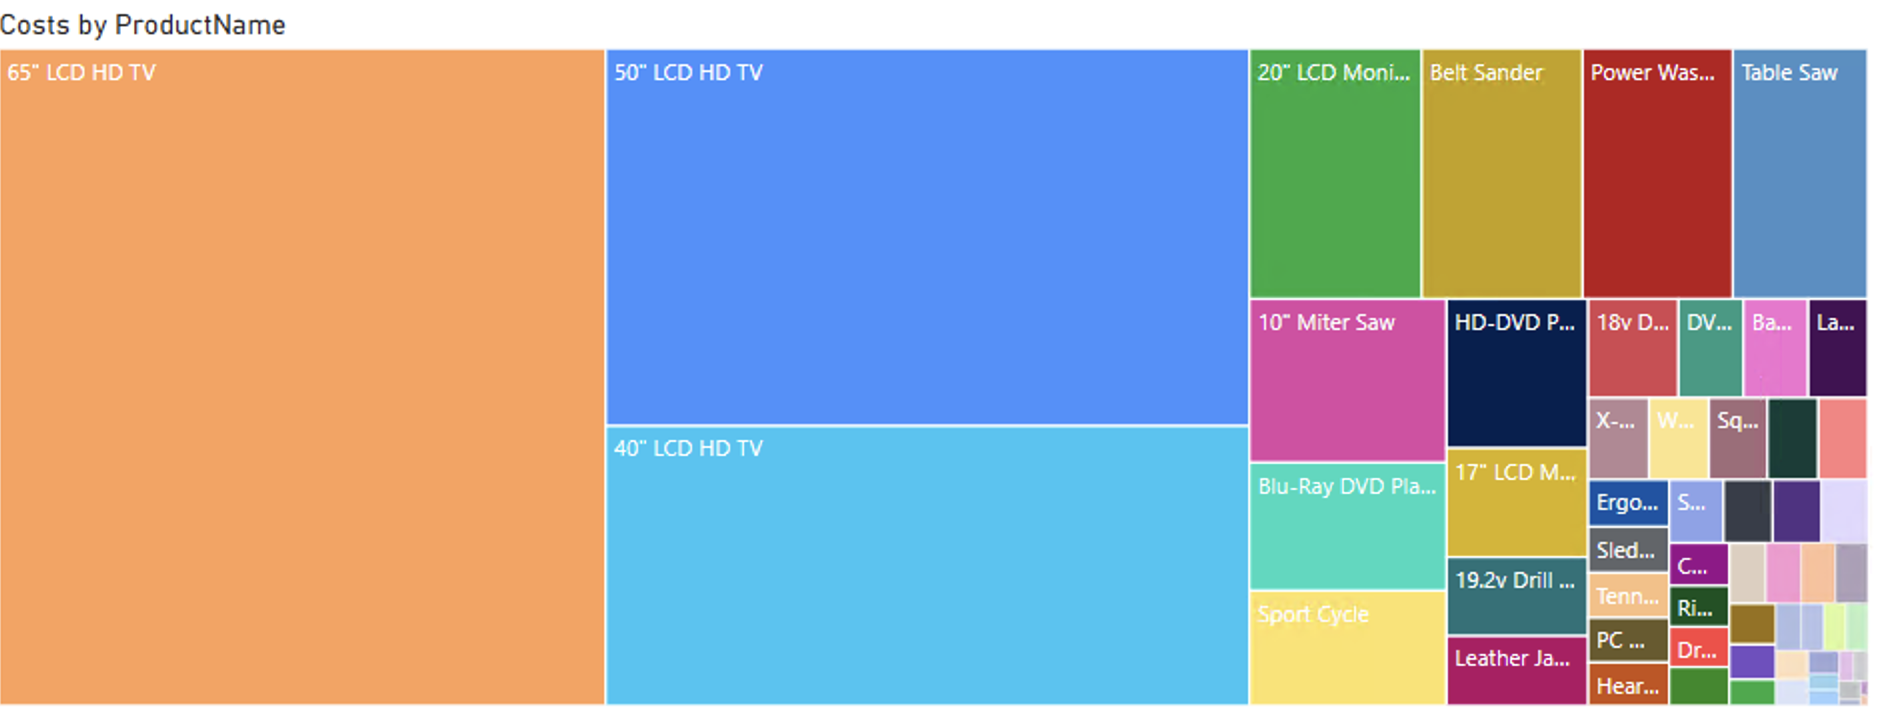 Costs by ProductName
65" LCD HD TV
50" LCD HD TV
40" LCD HD TV
20" LCD Moni...
Belt Sander
Power Was...
Table Saw
10" Miter Saw
HD-DVD P...
18v D...
DV...
Ba...
La...
X-...
W...
Sq...
Blu-Ray DVD Pla...
17" LCD M...
Ergo...
S...
Sled...
C...
19.2v Drill ...
Tenn...
Ri...
Sport Cycle
PC ...
Dr...
Leather Ja...
Hear...